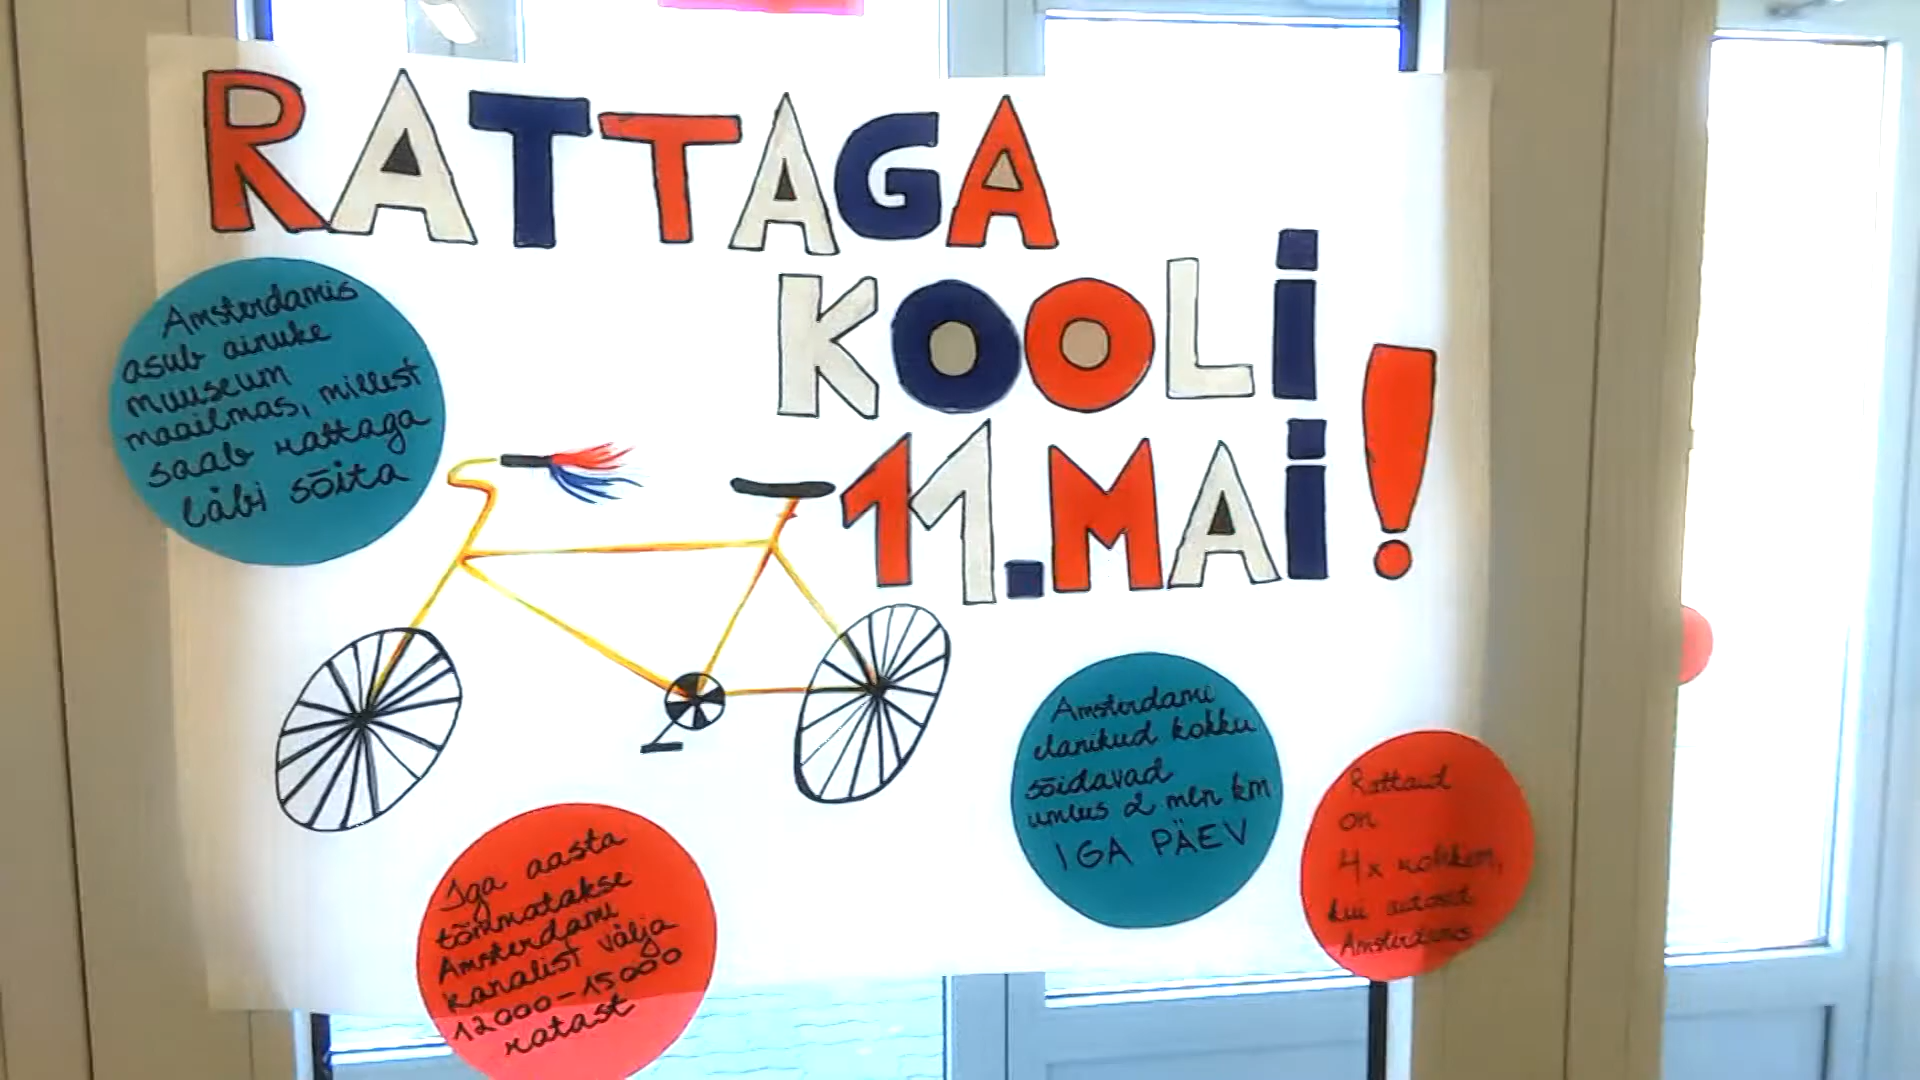 RATTAGA
KOOLI
11. MAI!
Amsterdamis
asub ainuke
muuseum
maailmas, millest
saab rattaga
läbi sõita
Amsterdami
elanikud kokku
sõidavad
umbes 2 mln km
IGA PÄEV
Rattaid
on
4x rohkem,
kui autosid
Amsterdamis
Iga aasta
tõmmatakse
Amsterdami
kanalist välja
12000-15000
ratast